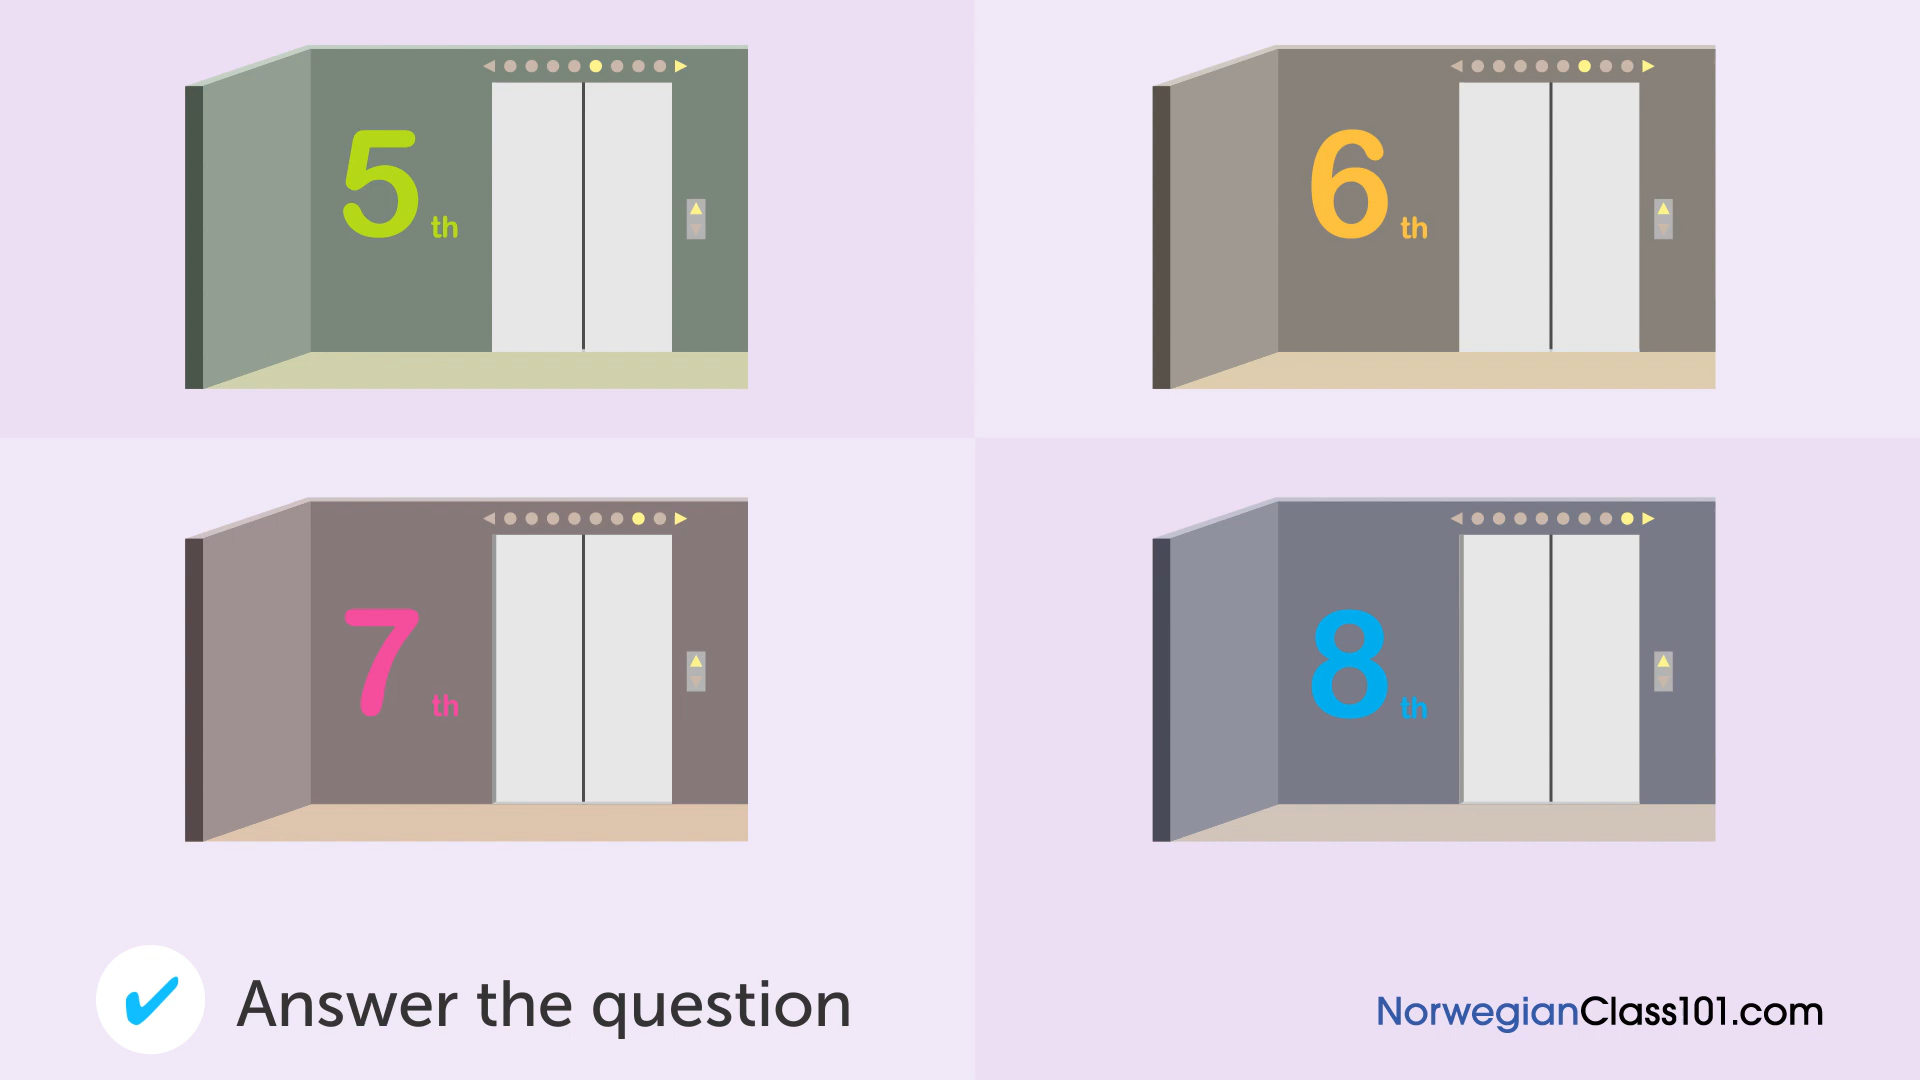 5th
6th
7th
8th
Answer the question
NorwegianClass101.com